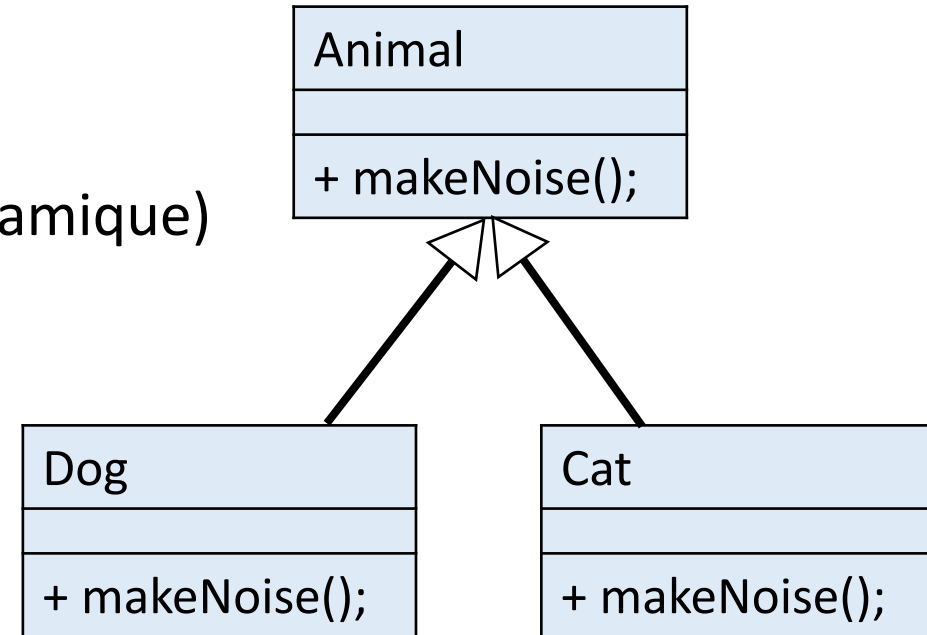 Animal
+ makeNoise();
amique)
Dog
+ makeNoise();
Cat
+ makeNoise();